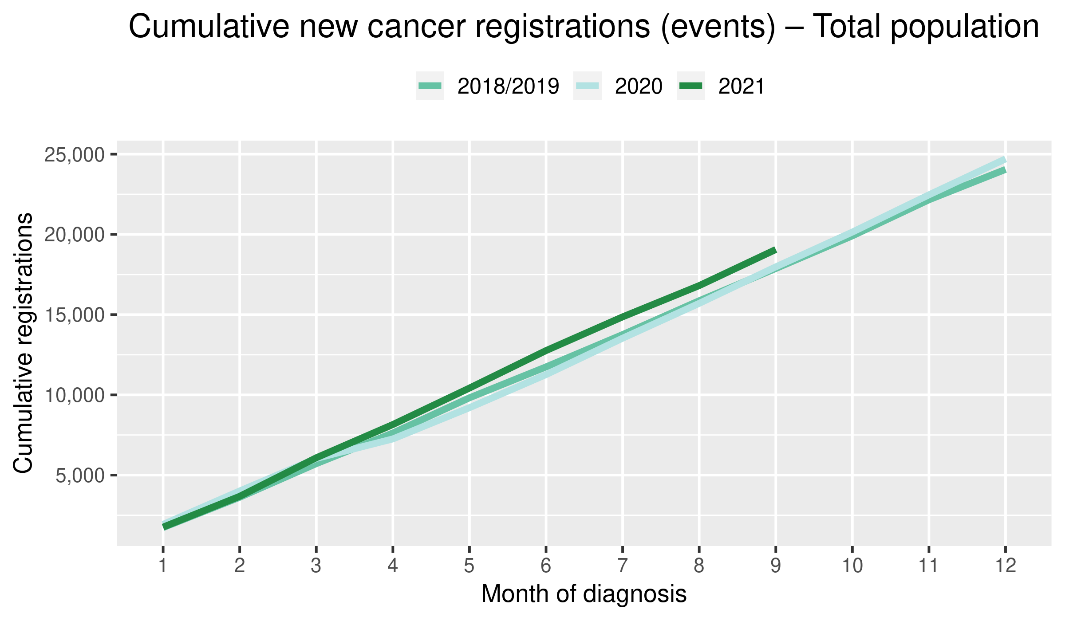 Cumulative new cancer registrations (events) – Total population
2018/2019 2020 2021
Cumulative registrations
25,000
20,000
15,000
10,000
5,000
1 2 3 4 5 6 7 8 9 10 11 12
Month of diagnosis